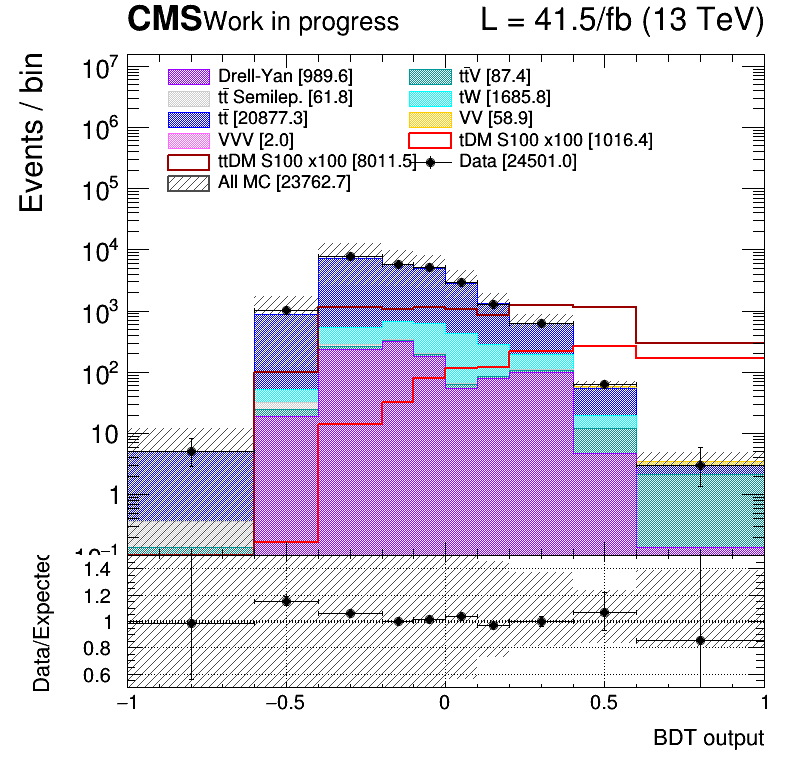 CMS Work in progress L = 41.5/fb (13 TeV)
Events / bin
10⁷
10⁶
10⁵
10⁴
10³
10²
10
1
10⁻¹
Drell-Yan [989.6]
tt̄V [87.4]
tt̄ Semilep. [61.8]
tW [1685.8]
tt̄ [20877.3]
VV [58.9]
VVV [2.0]
tDM S100 x100 [1016.4]
ttDM S100 x100 [8011.5]
Data [24501.0]
All MC [23762.7]
Data/Expected
1.4
1.2
1
0.8
0.6
−1 −0.5 0 0.5 1
BDT output